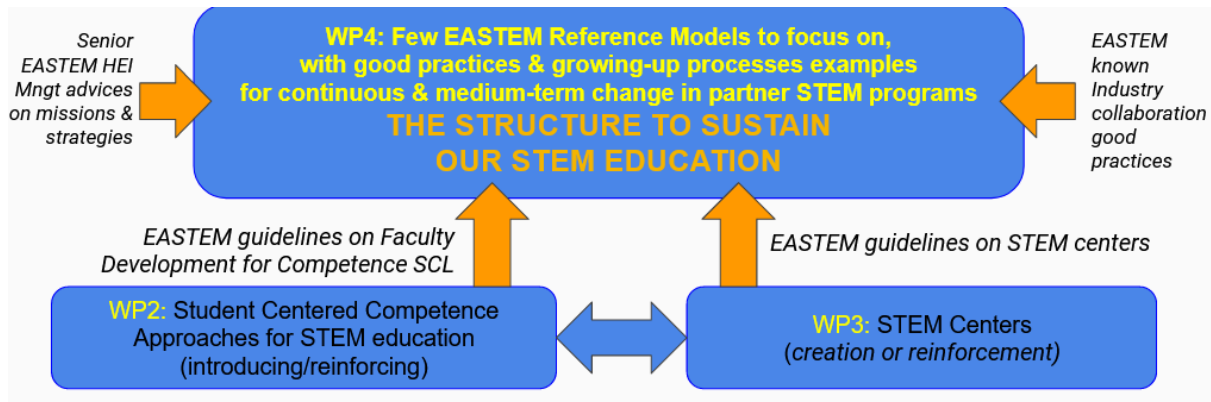 Senior
EASTEM HEI
Mngt advices
on missions &
strategies
WP4: Few EASTEM Reference Models to focus on,
with good practices & growing-up processes examples
for continuous & medium-term change in partner STEM programs
THE STRUCTURE TO SUSTAIN
OUR STEM EDUCATION
EASTEM
known
Industry
collaboration
good
practices
EASTEM guidelines on Faculty
Development for Competence SCL
EASTEM guidelines on STEM centers
WP2: Student Centered Competence
Approaches for STEM education
(introducing/reinforcing)
WP3: STEM Centers
(creation or reinforcement)